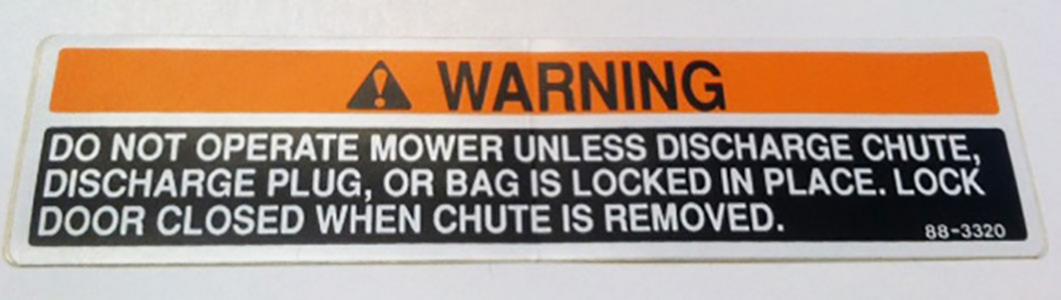 WARNING
DO NOT OPERATE MOWER UNLESS DISCHARGE CHUTE,
DISCHARGE PLUG, OR BAG IS LOCKED IN PLACE. LOCK
DOOR CLOSED WHEN CHUTE IS REMOVED.
88-3320